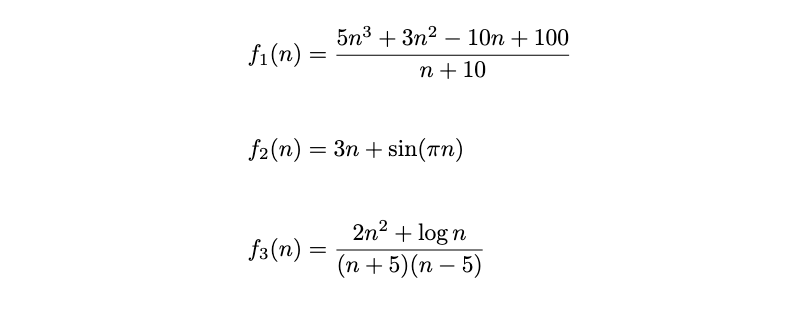 f₁(n) = (5n³ + 3n² − 10n + 100) / (n + 10)
f₂(n) = 3n + sin(πn)
f₃(n) = (2n² + log n) / ((n + 5)(n − 5))